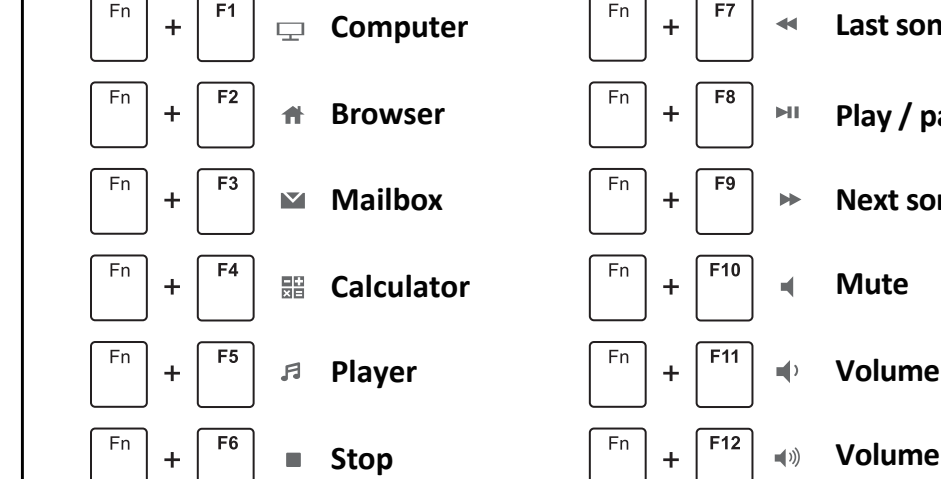 Fn + F1 Computer
Fn + F2 Browser
Fn + F3 Mailbox
Fn + F4 Calculator
Fn + F5 Player
Fn + F6 Stop
Fn + F7 Last
Fn + F8 Play /
Fn + F9 Next
Fn + F10 Mute
Fn + F11 Volume
Fn + F12 Volume